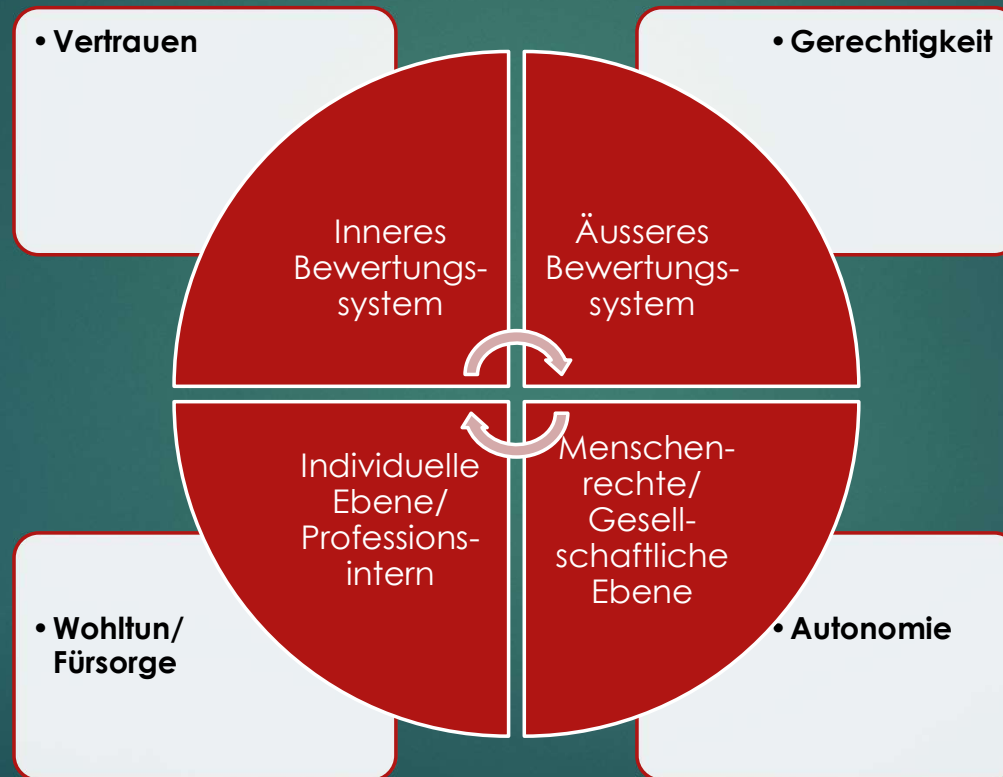 • Vertrauen
• Gerechtigkeit
Inneres
Bewertungs-
system
Äusseres
Bewertungs-
system
Individuelle
Ebene/
Professions-
intern
Menschen-
rechte/
Gesell-
schaftliche
Ebene
• Wohltun/
Fürsorge
• Autonomie